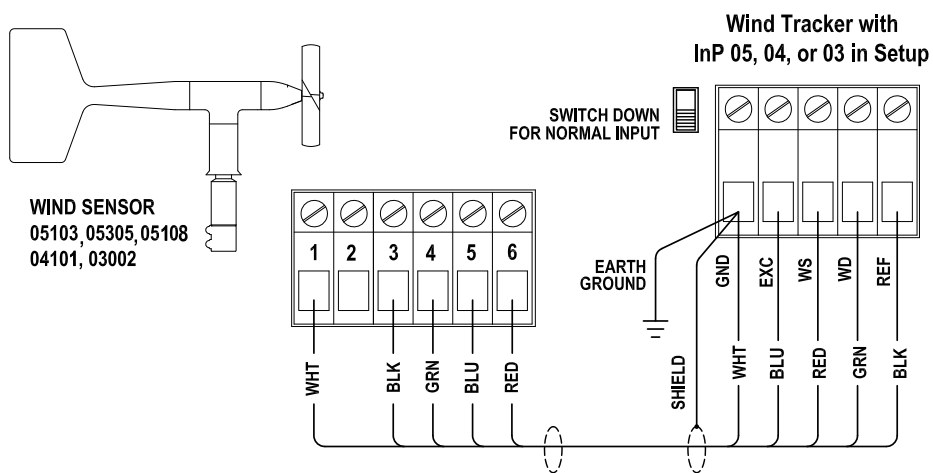 Wind Tracker with
InP 05, 04, or 03 in Setup
SWITCH DOWN
FOR NORMAL INPUT
WIND SENSOR
05103, 05305, 05108
04101, 03002
1 2 3 4 5 6
EARTH
GROUND
GND EXC WS WD REF
WHT BLK GRN BLU RED
SHIELD
WHT BLU RED GRN BLK